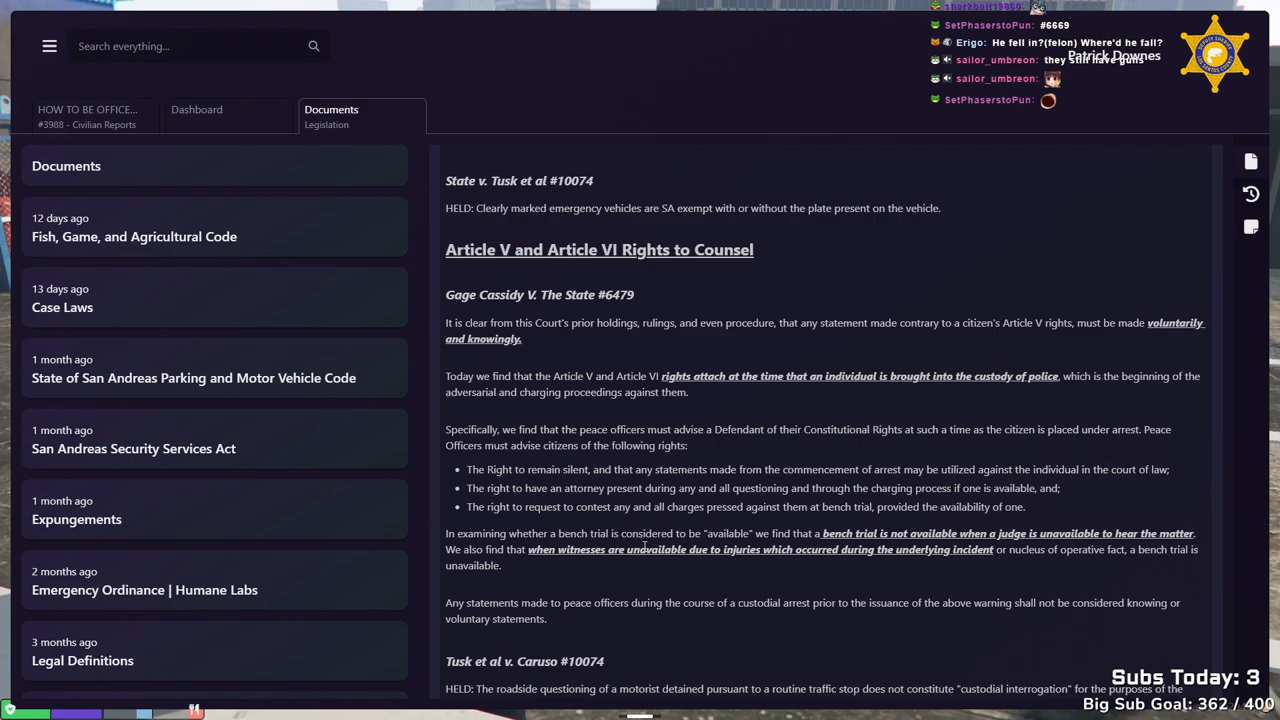 sharkbait19850:
SetPhaserstoPun: #6669
Search everything...
Erigo: He fell in?(felon) Where'd he fall?
Patrick Downes
sailor_umbreon: they still have guns
sailor_umbreon:
SetPhaserstoPun:
HOW TO BE OFFICE...
#3988 - Civilian Reports
Dashboard
Documents
Legislation
Documents
12 days ago
Fish, Game, and Agricultural Code
13 days ago
Case Laws
1 month ago
State of San Andreas Parking and Motor Vehicle Code
1 month ago
San Andreas Security Services Act
1 month ago
Expungements
2 months ago
Emergency Ordinance | Humane Labs
3 months ago
Legal Definitions
State v. Tusk et al #10074
HELD: Clearly marked emergency vehicles are SA exempt with or without the plate present on the vehicle.
Article V and Article VI Rights to Counsel
Gage Cassidy V. The State #6479
It is clear from this Court's prior holdings, rulings, and even procedure, that any statement made contrary to a citizen's Article V rights, must be made voluntarily
and knowingly.
Today we find that the Article V and Article VI rights attach at the time that an individual is brought into the custody of police, which is the beginning of the
adversarial and charging proceedings against them.
Specifically, we find that the peace officers must advise a Defendant of their Constitutional Rights at such a time as the citizen is placed under arrest. Peace
Officers must advise citizens of the following rights:
• The Right to remain silent, and that any statements made from the commencement of arrest may be utilized against the individual in the court of law;
• The right to have an attorney present during any and all questioning and through the charging process if one is available, and;
• The right to request to contest any and all charges pressed against them at bench trial, provided the availability of one.
In examining whether a bench trial is considered to be "available" we find that a bench trial is not available when a judge is unavailable to hear the matter.
We also find that when witnesses are unavailable due to injuries which occurred during the underlying incident or nucleus of operative fact, a bench trial is
unavailable.
Any statements made to peace officers during the course of a custodial arrest prior to the issuance of the above warning shall not be considered knowing or
voluntary statements.
Tusk et al v. Caruso #10074
HELD: The roadside questioning of a motorist detained pursuant to a routine traffic stop does not constitute "custodial interrogation" for the purposes of the
Subs Today: 3
Big Sub Goal: 362 / 400